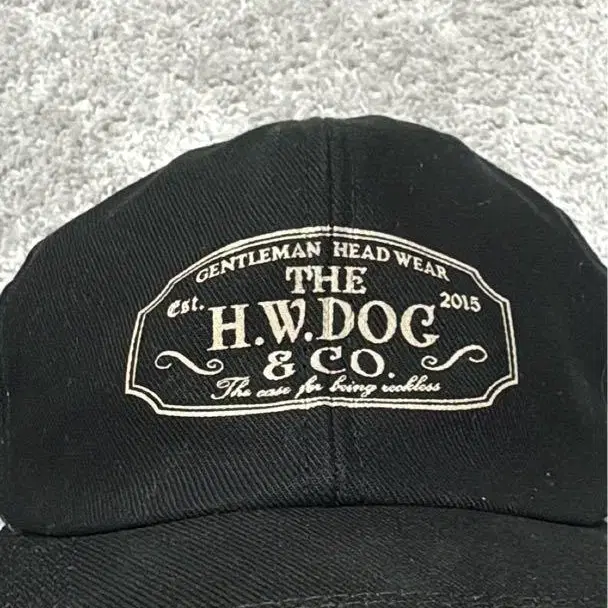 GENTLEMAN HEAD WEAR
THE
Est. 2015
H.W.DOG
& CO.
The case for being reckless